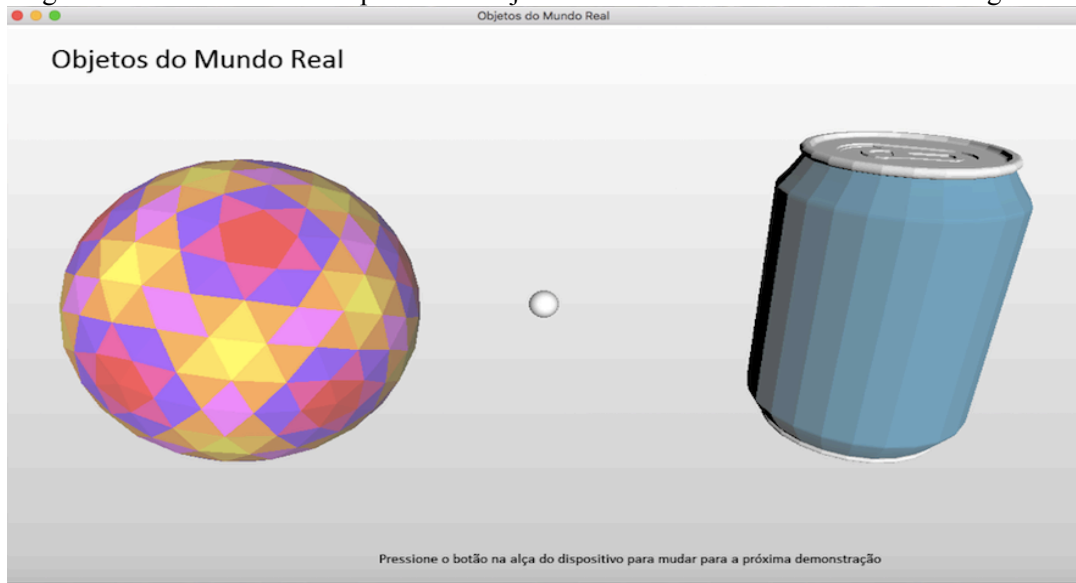 Objetos do Mundo Real
Objetos do Mundo Real
Pressione o botão na alça do dispositivo para mudar para a próxima demonstração